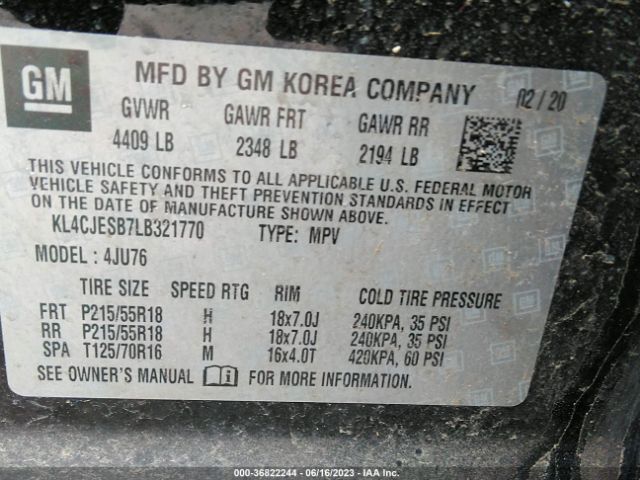 GM
MFD BY GM KOREA COMPANY 02/20
GVWR GAWR FRT GAWR RR
4409 LB 2348 LB 2194 LB
THIS VEHICLE CONFORMS TO ALL APPLICABLE U.S. FEDERAL MOTOR
VEHICLE SAFETY AND THEFT PREVENTION STANDARDS IN EFFECT
ON THE DATE OF MANUFACTURE SHOWN ABOVE.
KL4CJESB7LB321770 TYPE: MPV
MODEL: 4JU76
TIRE SIZE SPEED RTG RIM COLD TIRE PRESSURE
FRT P215/55R18 H 18x7.0J 240KPA, 35 PSI
RR P215/55R18 H 18x7.0J 240KPA, 35 PSI
SPA T125/70R16 M 16x4.0T 420KPA, 60 PSI
SEE OWNER'S MANUAL FOR MORE INFORMATION.
000-36822244 - 06/16/2023 - IAA Inc.